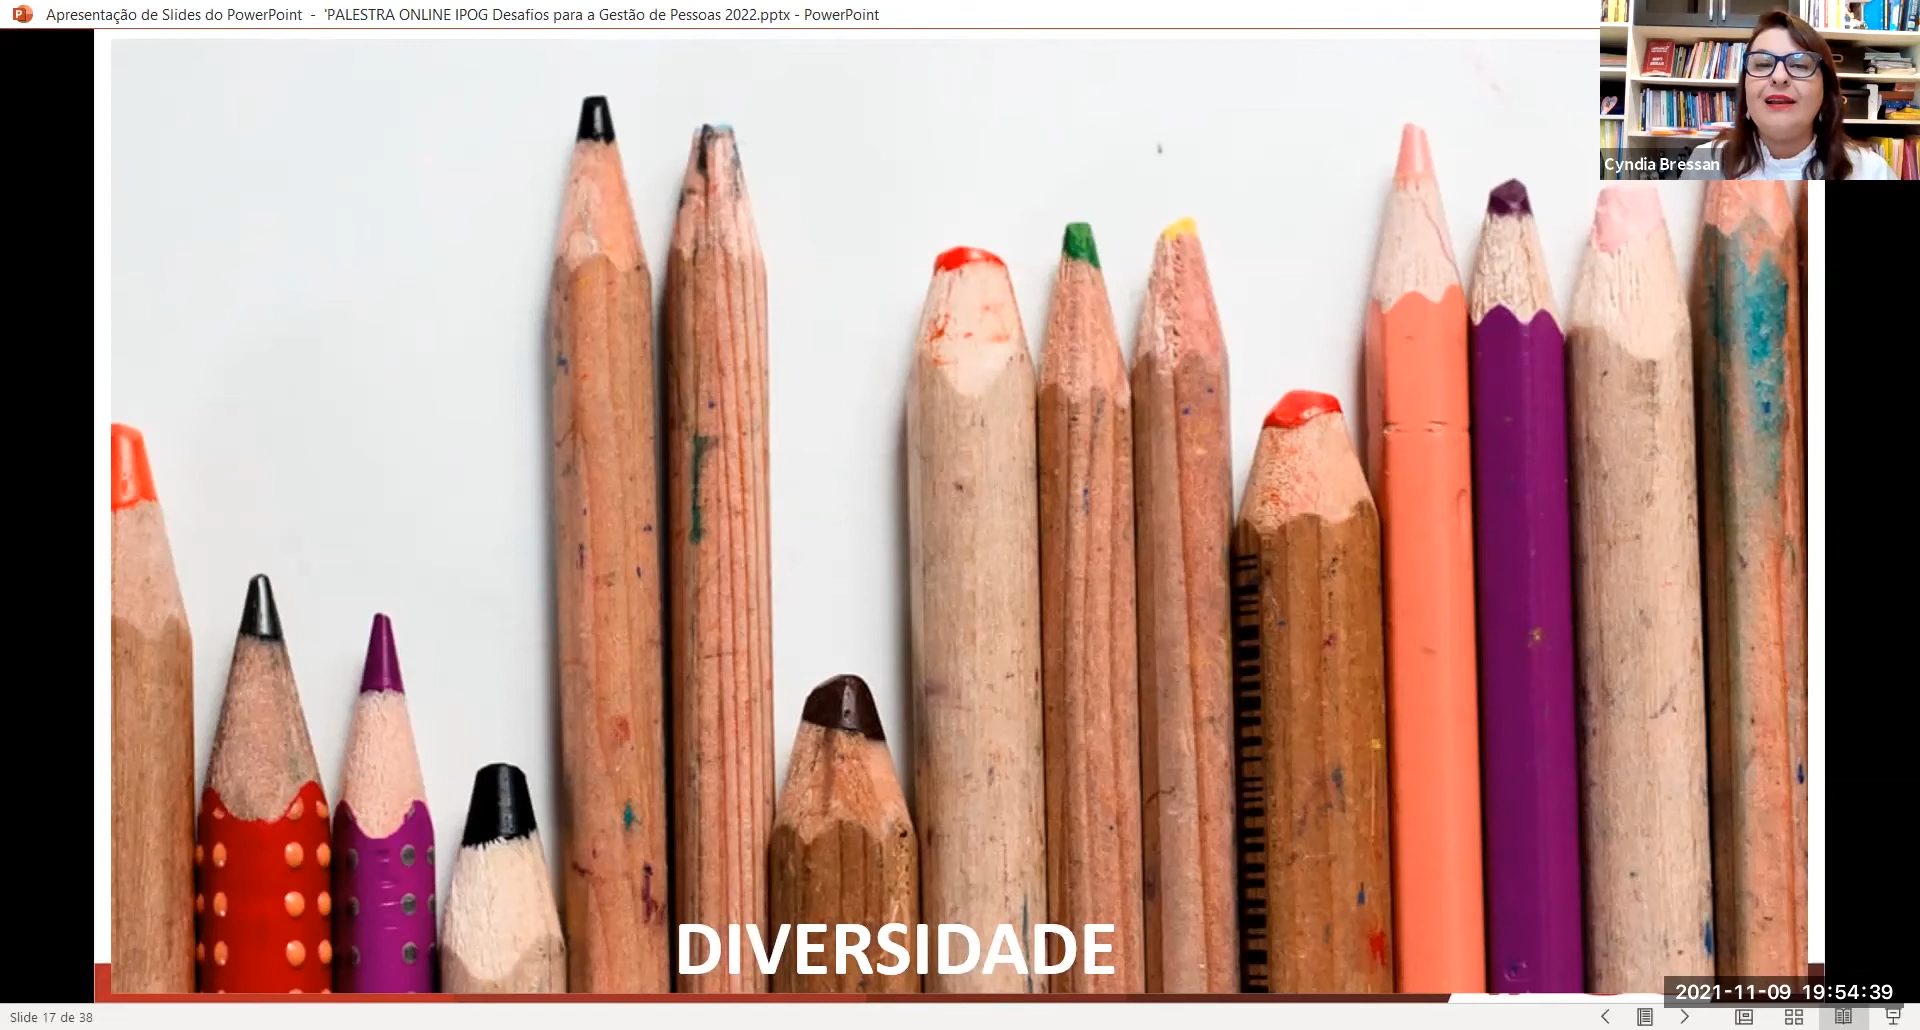 Apresentação de Slides do PowerPoint - 'PALESTRA ONLINE IPOG Desafios para a Gestão de Pessoas 2022.pptx - PowerPoint
Cyndia Bressan
DIVERSIDADE
2021-11-09 19:54:39
Slide 17 de 38